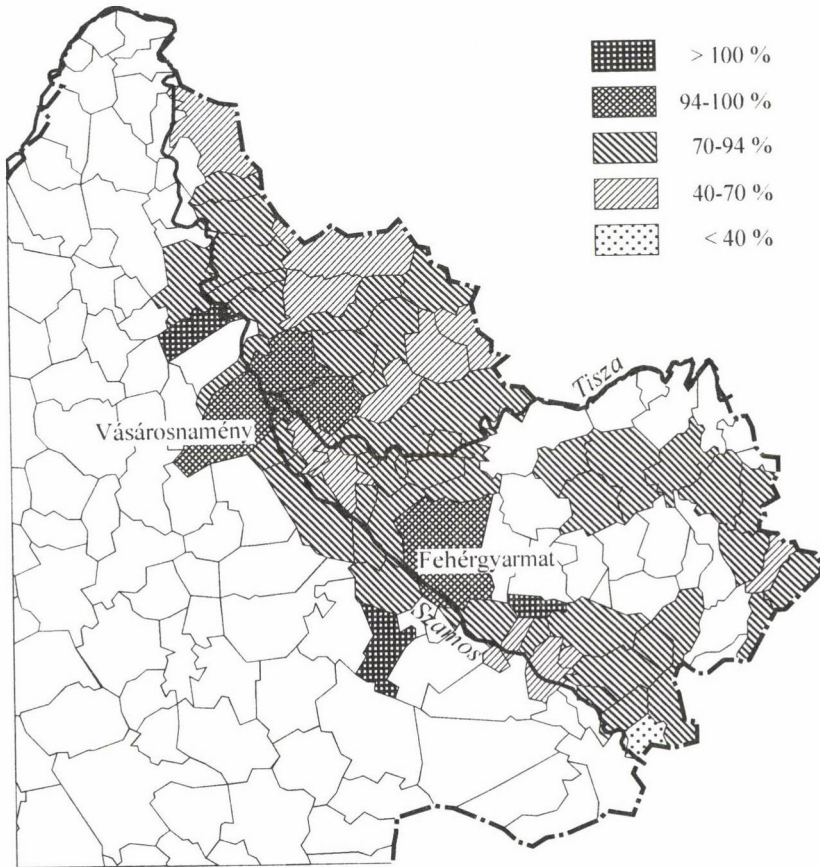 > 100 %
94-100 %
70-94 %
40-70 %
< 40 %
Tisza
Vásárosnamény
Fehérgyarmat
Szamos